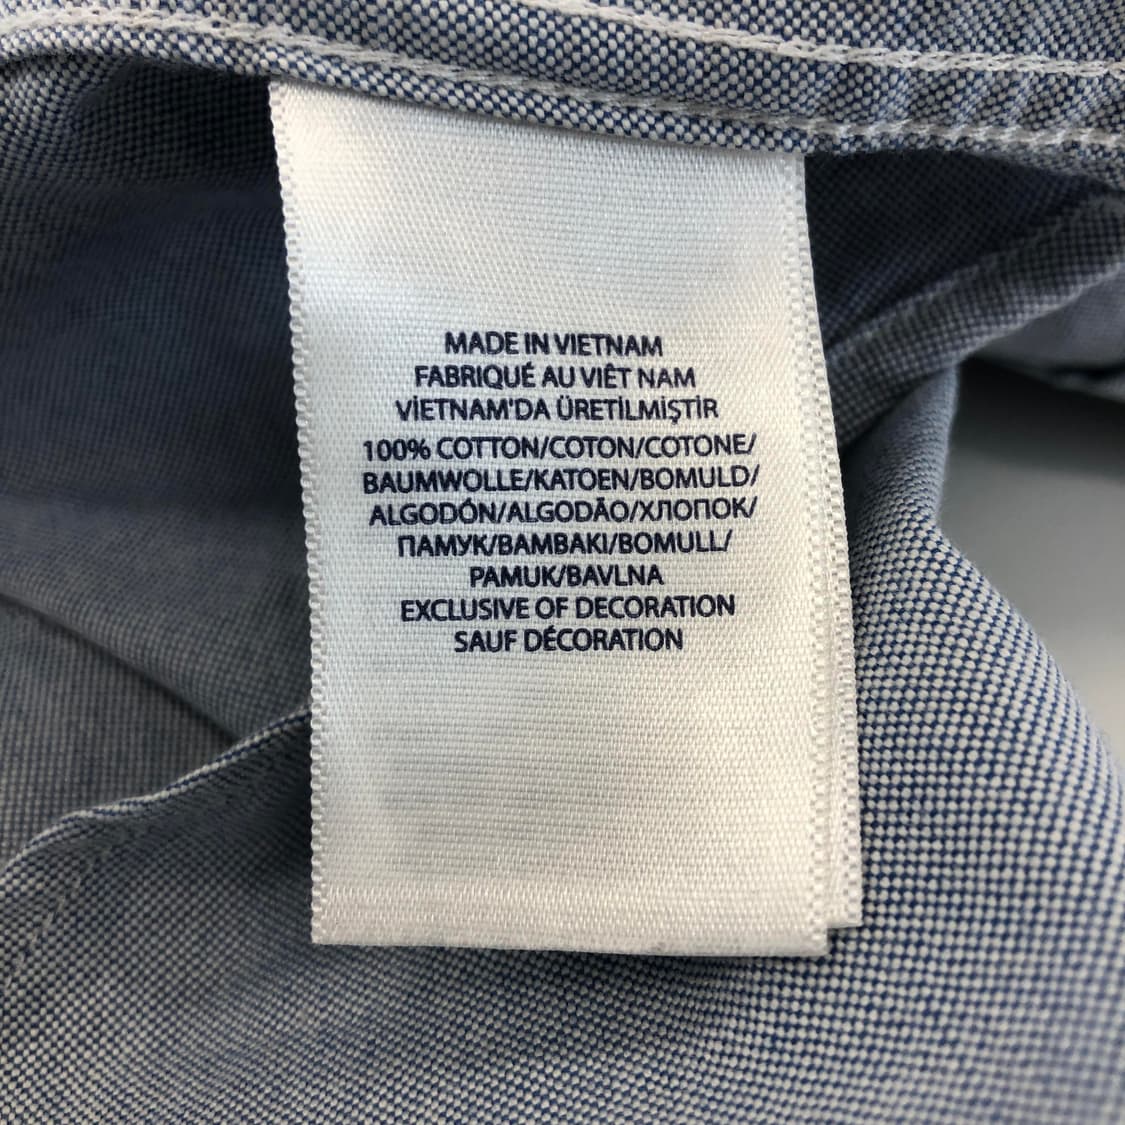 MADE IN VIETNAM
FABRIQUÉ AU VIÊT NAM
VİETNAM'DA ÜRETİLMİŞTİR
100% COTTON/COTON/COTONE/
BAUMWOLLE/KATOEN/BOMULD/
ALGODÓN/ALGODÃO/ХЛОПОК/
ПАМУК/BAMBAKI/BOMULL/
PAMUK/BAVLNA
EXCLUSIVE OF DECORATION
SAUF DÉCORATION